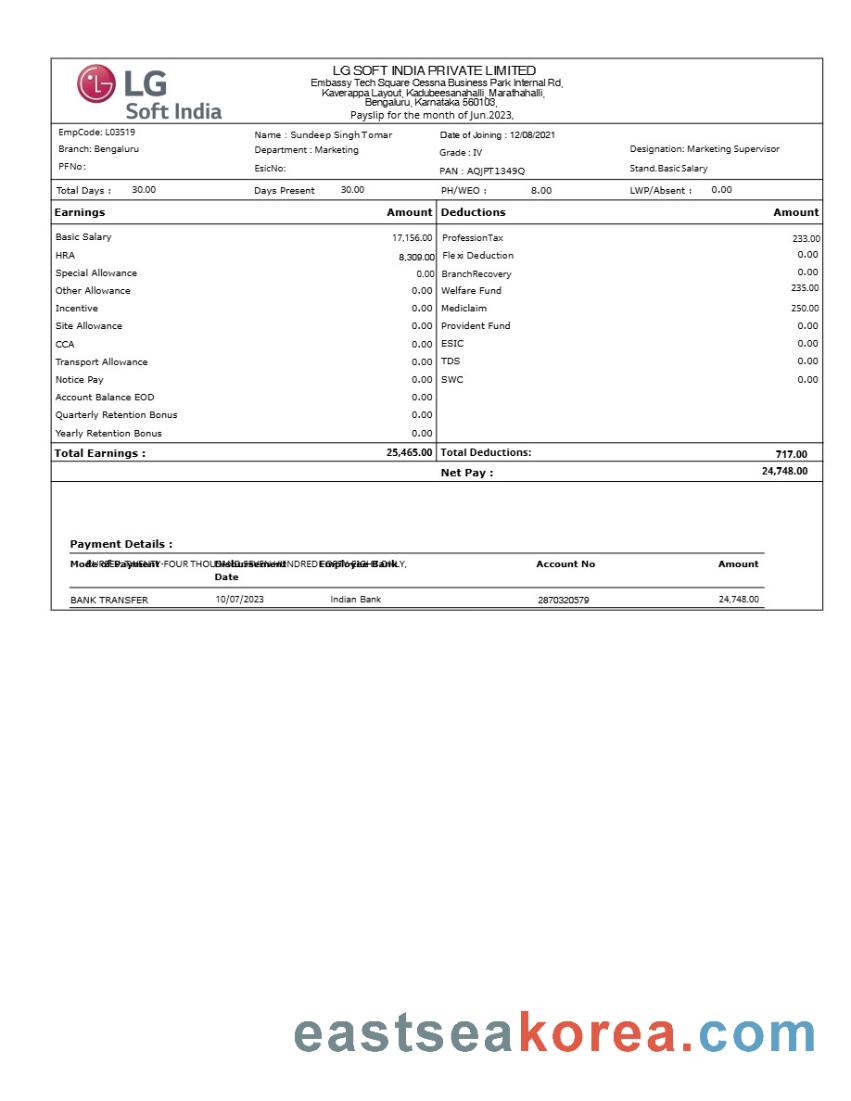 LG
Soft India
LG SOFT INDIA PRIVATE LIMITED
Embassy Tech Square Cessna Business Park Internal Rd,
Kaverappa Layout, Kadubeesanahalli, Marathahalli,
Bengaluru, Karnataka 560103,
Payslip for the month of Jun.2023,
EmpCode: L03519 Name : Sundeep Singh Tomar Date of Joining : 12/08/2021
Branch: Bengaluru Department : Marketing Grade : IV Designation: Marketing Supervisor
PFNo: EsicNo: PAN : AQJPT1349Q Stand.Basic Salary
Total Days : 30.00 Days Present 30.00 PH/WEO : 8.00 LWP/Absent : 0.00
Earnings Amount Deductions Amount
Basic Salary 17,156.00 ProfessionTax 233.00
HRA 8,309.00 Flexi Deduction 0.00
Special Allowance 0.00 BranchRecovery 0.00
Other Allowance 0.00 Welfare Fund 235.00
Incentive 0.00 Mediclaim 250.00
Site Allowance 0.00 Provident Fund 0.00
CCA 0.00 ESIC 0.00
Transport Allowance 0.00 TDS 0.00
Notice Pay 0.00 SWC 0.00
Account Balance EOD 0.00
Quarterly Retention Bonus 0.00
Yearly Retention Bonus 0.00
Total Earnings : 25,465.00 Total Deductions: 717.00
Net Pay : 24,748.00
Payment Details :
Mode of Payment Disbursement Employee Bank Account No Amount
Date
BANK TRANSFER 10/07/2023 Indian Bank 2870320579 24,748.00
eastseakorea.com